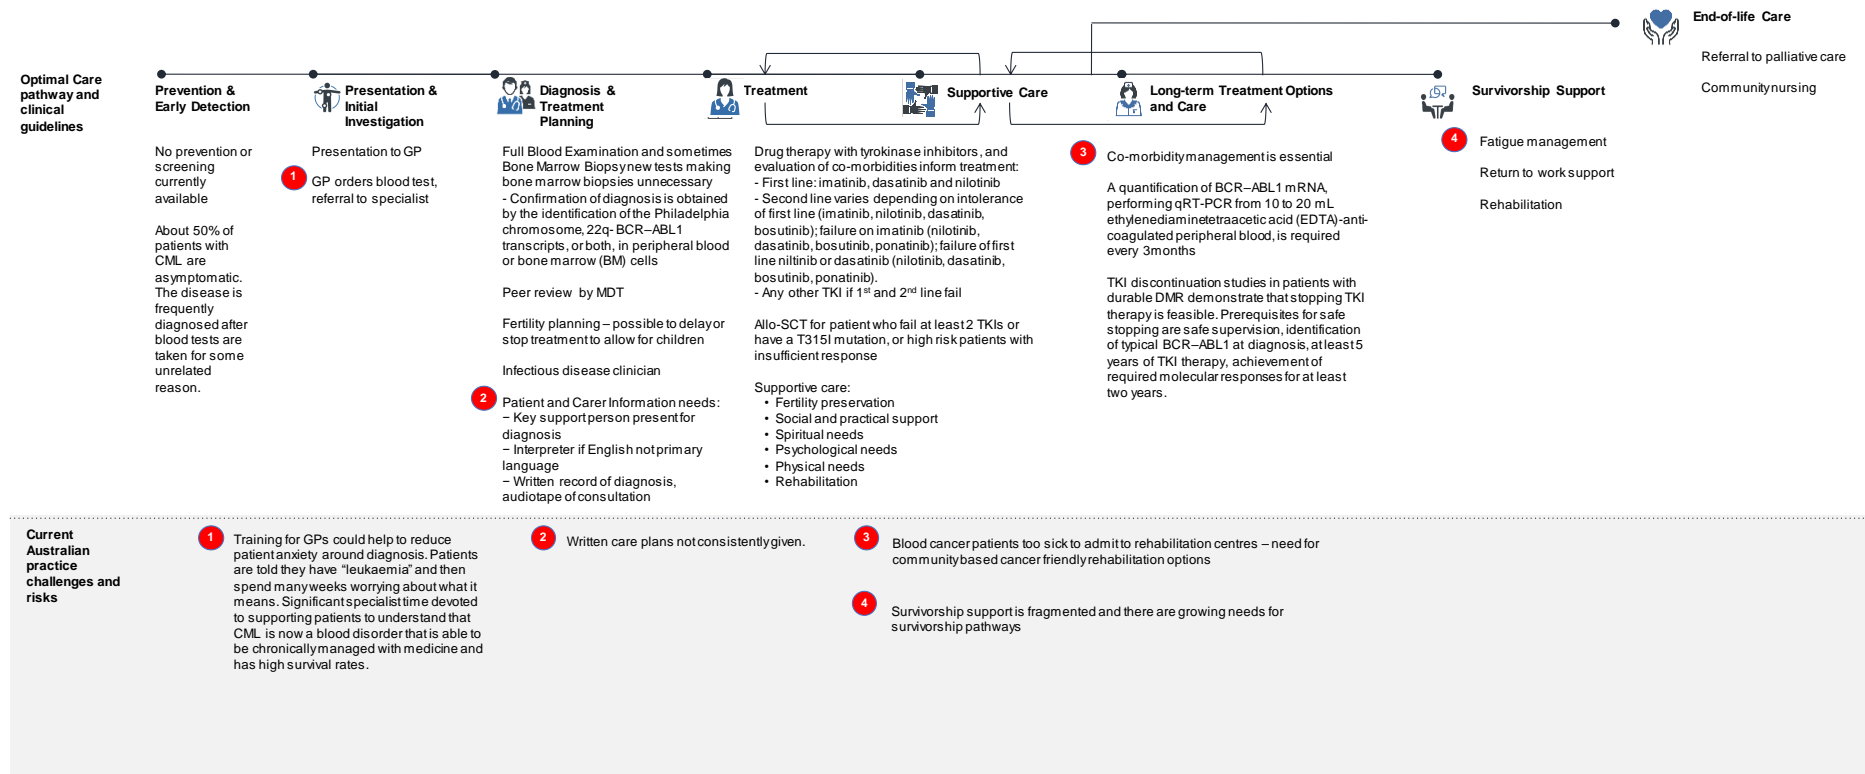 End-of-life Care
Referral to palliative care
Community nursing
Optimal Care
pathway and
clinical
guidelines
Prevention &
Early Detection
No prevention or
screening
currently
available
About 50% of
patients with
CML are
asymptomatic.
The disease is
frequently
diagnosed after
blood tests are
taken for some
unrelated
reason.
Presentation &
Initial
Investigation
Presentation to GP
1
GP orders blood test,
referral to specialist
Diagnosis &
Treatment
Planning
Full Blood Examination and sometimes
Bone Marrow Biopsy new tests making
bone marrow biopsies unnecessary
- Confirmation of diagnosis is obtained
by the identification of the Philadelphia
chromosome, 22q- BCR–ABL1
transcripts, or both, in peripheral blood
or bone marrow (BM) cells
Peer review by MDT
Fertility planning – possible to delay or
stop treatment to allow for children
Infectious disease clinician
2
Patient and Carer Information needs:
− Key support person present for
diagnosis
− Interpreter if English not primary
language
− Written record of diagnosis,
audiotape of consultation
Treatment
Supportive Care
Drug therapy with tyrokinase inhibitors, and
evaluation of co-morbidities inform treatment:
- First line: imatinib, dasatinib and nilotinib
- Second line varies depending on intolerance
of first line (imatinib, nilotinib, dasatinib,
bosutinib); failure on imatinib (nilotinib,
dasatinib, bosutinib, ponatinib); failure of first
line niltinib or dasatinib (nilotinib, dasatinib,
bosutinib, ponatinib).
- Any other TKI if 1st and 2nd line fail
Allo-SCT for patient who fail at least 2 TKIs or
have a T315I mutation, or high risk patients with
insufficient response
Supportive care:
• Fertility preservation
• Social and practical support
• Spiritual needs
• Psychological needs
• Physical needs
• Rehabilitation
Long-term Treatment Options
and Care
3
Co-morbidity management is essential
A quantification of BCR–ABL1 mRNA,
performing qRT-PCR from 10 to 20 mL
ethylenediaminetetraacetic acid (EDTA)-anti-
coagulated peripheral blood, is required
every 3months
TKI discontinuation studies in patients with
durable DMR demonstrate that stopping TKI
therapy is feasible. Prerequisites for safe
stopping are safe supervision, identification
of typical BCR–ABL1 at diagnosis, at least 5
years of TKI therapy, achievement of
required molecular responses for at least
two years.
Survivorship Support
4
Fatigue management
Return to work support
Rehabilitation
Current
Australian
practice
challenges and
risks
1
Training for GPs could help to reduce
patient anxiety around diagnosis. Patients
are told they have “leukaemia” and then
spend many weeks worrying about what it
means. Significant specialist time devoted
to supporting patients to understand that
CML is now a blood disorder that is able to
be chronically managed with medicine and
has high survival rates.
2
Written care plans not consistently given.
3
Blood cancer patients too sick to admit to rehabilitation centres – need for
community based cancer friendly rehabilitation options
4
Survivorship support is fragmented and there are growing needs for
survivorship pathways